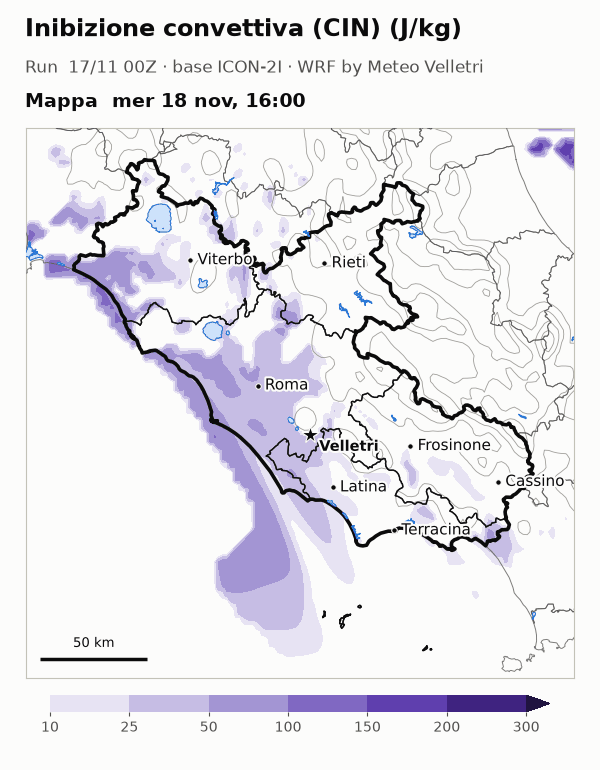 Inibizione convettiva (CIN) (J/kg)
Run  17/11 00Z · base ICON-2I · WRF by Meteo Velletri
Mappa  mer 18 nov, 16:00
Viterbo
Rieti
Roma
Velletri
Frosinone
Cassino
Latina
Terracina
50 km
10 25 50 100 150 200 300